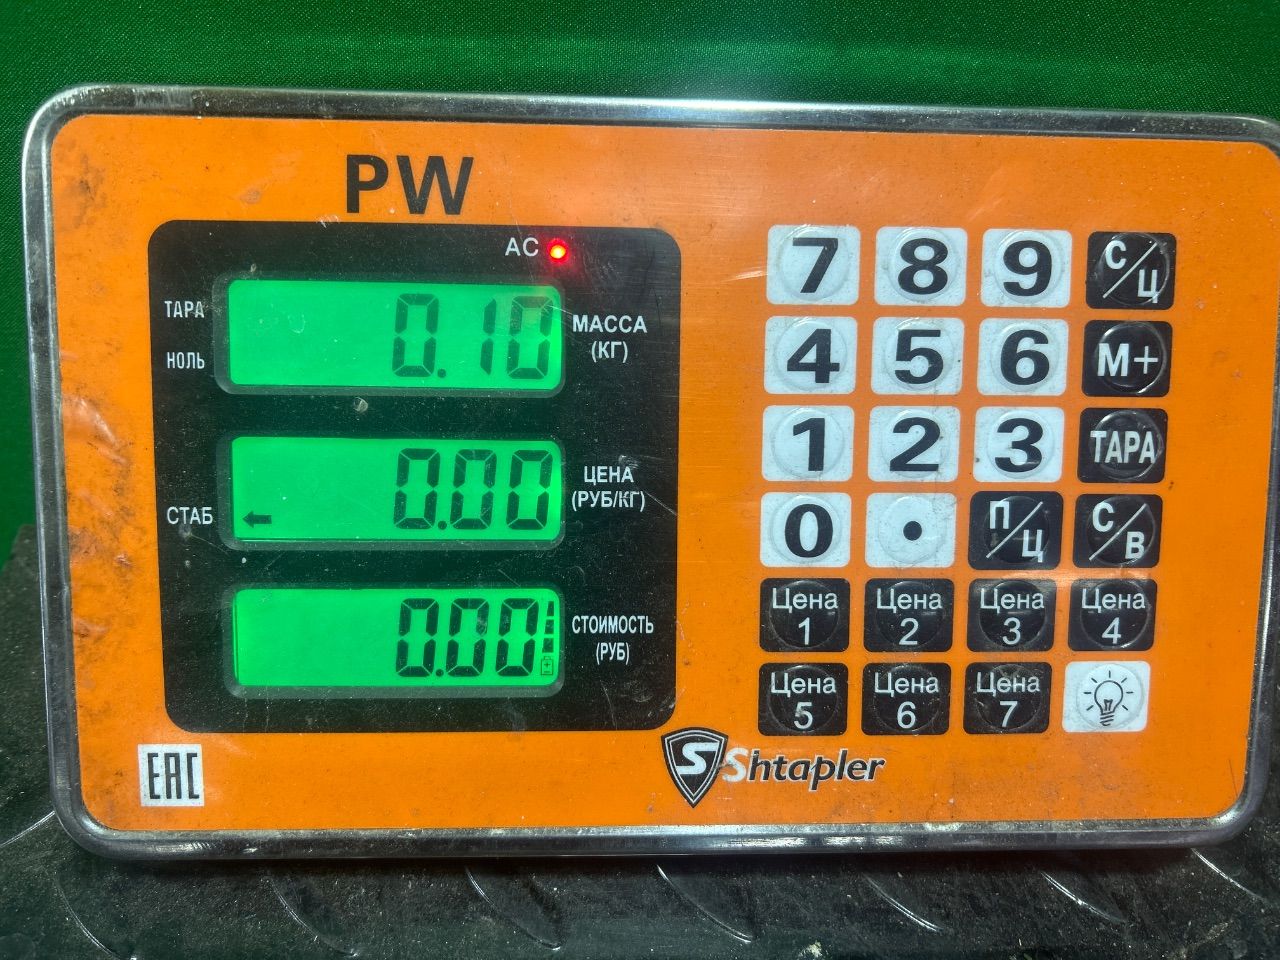 PW
AC
ТАРА
НОЛЬ
0.10
МАССА
(КГ)
СТАБ
0.00
ЦЕНА
(РУБ/КГ)
0.00
СТОИМОСТЬ
(РУБ)
7 8 9 С/Ц
4 5 6 М+
1 2 3 ТАРА
0 . П/Ц С/В
Цена 1 Цена 2 Цена 3 Цена 4
Цена 5 Цена 6 Цена 7
EAC
S Shtapler